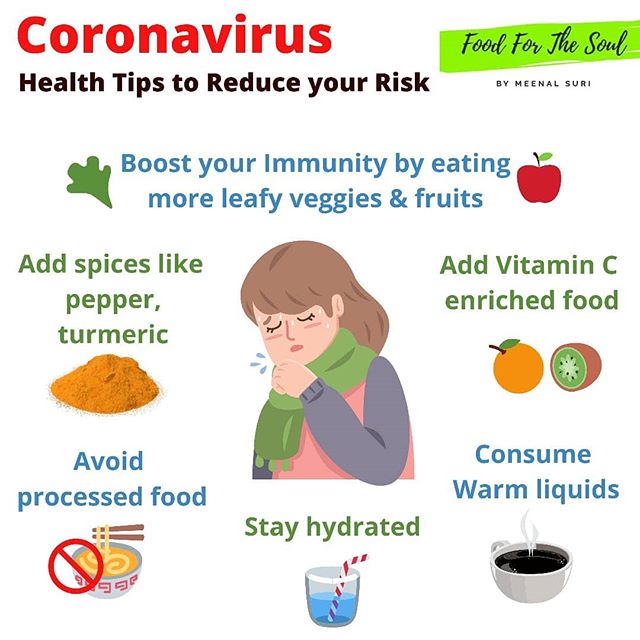 Coronavirus
Health Tips to Reduce your Risk
Food For The Soul
BY MEENAL SURI
Boost your Immunity by eating
more leafy veggies & fruits
Add spices like
pepper,
turmeric
Add Vitamin C
enriched food
Avoid
processed food
Stay hydrated
Consume
Warm liquids